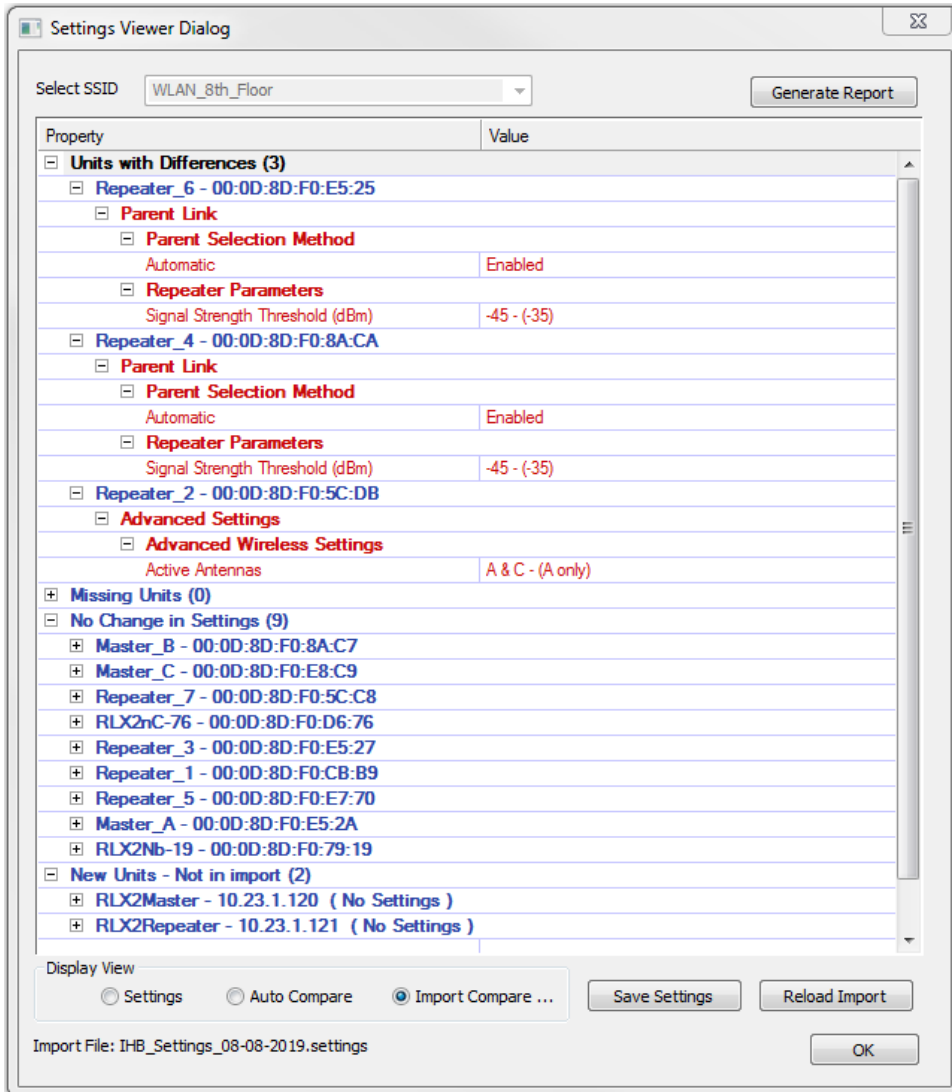 Settings Viewer Dialog
Select SSID WLAN_8th_Floor Generate Report
Property Value
Units with Differences (3)
Repeater_6 - 00:0D:8D:F0:E5:25
Parent Link
Parent Selection Method
Automatic Enabled
Repeater Parameters
Signal Strength Threshold (dBm) -45 - (-35)
Repeater_4 - 00:0D:8D:F0:8A:CA
Parent Link
Parent Selection Method
Automatic Enabled
Repeater Parameters
Signal Strength Threshold (dBm) -45 - (-35)
Repeater_2 - 00:0D:8D:F0:5C:DB
Advanced Settings
Advanced Wireless Settings
Active Antennas A & C - (A only)
Missing Units (0)
No Change in Settings (9)
Master_B - 00:0D:8D:F0:8A:C7
Master_C - 00:0D:8D:F0:E8:C9
Repeater_7 - 00:0D:8D:F0:5C:C8
RLX2nC-76 - 00:0D:8D:F0:D6:76
Repeater_3 - 00:0D:8D:F0:E5:27
Repeater_1 - 00:0D:8D:F0:CB:B9
Repeater_5 - 00:0D:8D:F0:E7:70
Master_A - 00:0D:8D:F0:E5:2A
RLX2Nb-19 - 00:0D:8D:F0:79:19
New Units - Not in import (2)
RLX2Master - 10.23.1.120 ( No Settings )
RLX2Repeater - 10.23.1.121 ( No Settings )
Display View
Settings Auto Compare Import Compare ... Save Settings Reload Import
Import File: IHB_Settings_08-08-2019.settings OK